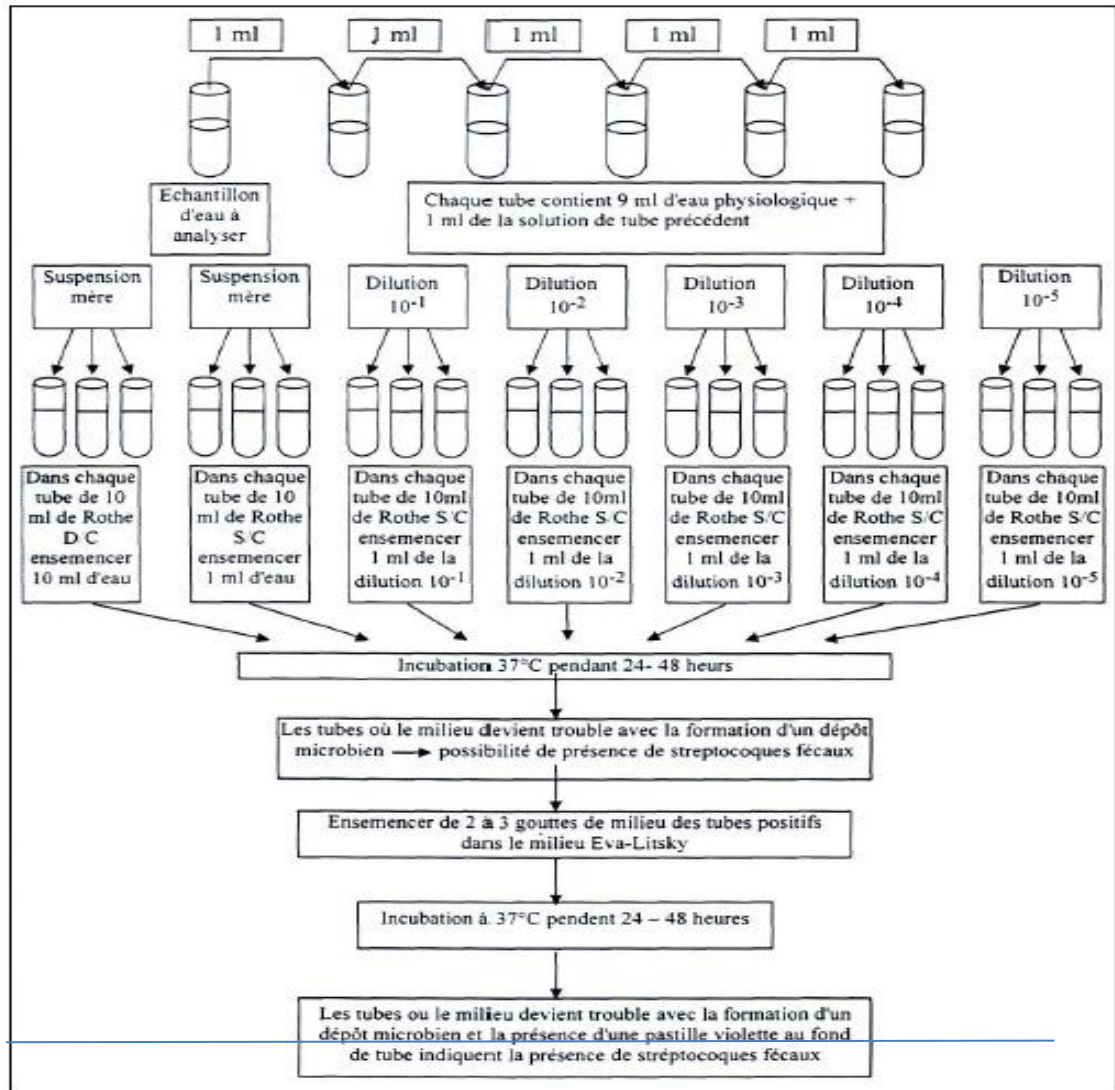 1 ml
1 ml
1 ml
1 ml
1 ml
Echantillon
d'eau à
analyser
Chaque tube contient 9 ml d'eau physiologique +
1 ml de la solution de tube précédent
Suspension
mère
Suspension
mère
Dilution
10-1
Dilution
10-2
Dilution
10-3
Dilution
10-4
Dilution
10-5
Dans chaque
tube de 10
ml de Rothe
D/C
ensemencer
10 ml d'eau
Dans chaque
tube de 10
ml de Rothe
S/C
ensemencer
1 ml d'eau
Dans chaque
tube de 10ml
de Rothe S/C
ensemencer
1 ml de la
dilution 10-1
Dans chaque
tube de 10ml
de Rothe S/C
ensemencer
1 ml de la
dilution 10-2
Dans chaque
tube de 10ml
de Rothe S/C
ensemencer
1 ml de la
dilution 10-3
Dans chaque
tube de 10ml
de Rothe S/C
ensemencer
1 ml de la
dilution 10-4
Dans chaque
tube de 10ml
de Rothe S/C
ensemencer
1 ml de la
dilution 10-5
Incubation 37°C pendant 24- 48 heurs
Les tubes où le milieu devient trouble avec la formation d'un dépôt
microbien → possibilité de présence de streptocoques fécaux
Ensemencer de 2 à 3 gouttes de milieu des tubes positifs
dans le milieu Eva-Litsky
Incubation à 37°C pendent 24 – 48 heures
Les tubes ou le milieu devient trouble avec la formation d'un
dépôt microbien et la présence d'une pastille violette au fond
de tube indiquent la présence de stréptocoques fécaux